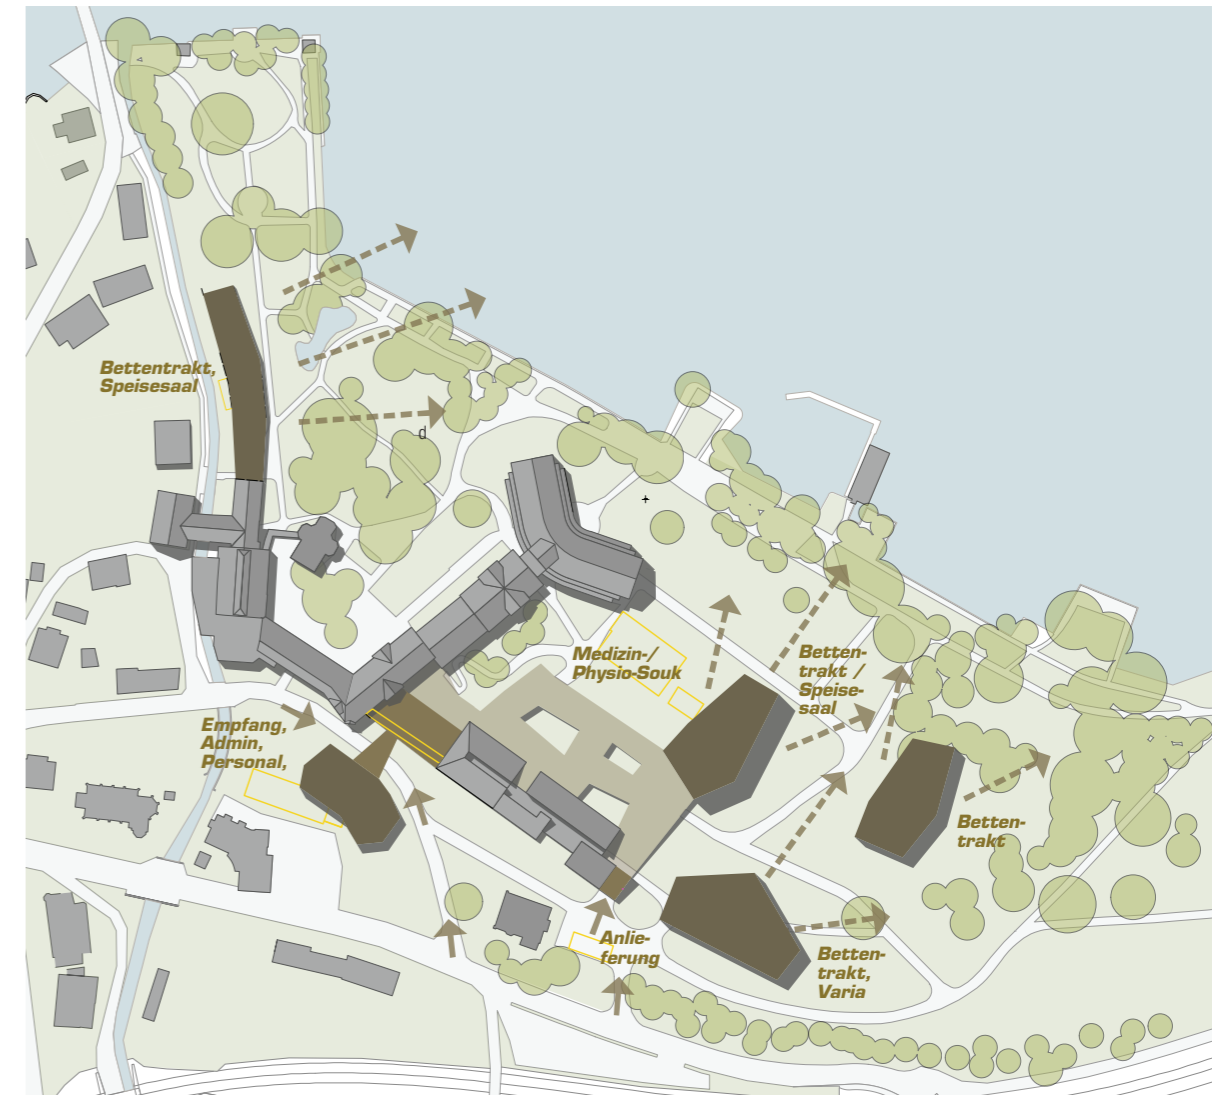 Bettentrakt,
Speisesaal
d
Medizin-/
Physio-Souk
Betten-
trakt /
Speise-
saal
Empfang,
Admin,
Personal,
Betten-
trakt
Anlie-
ferung
Betten-
trakt,
Varia